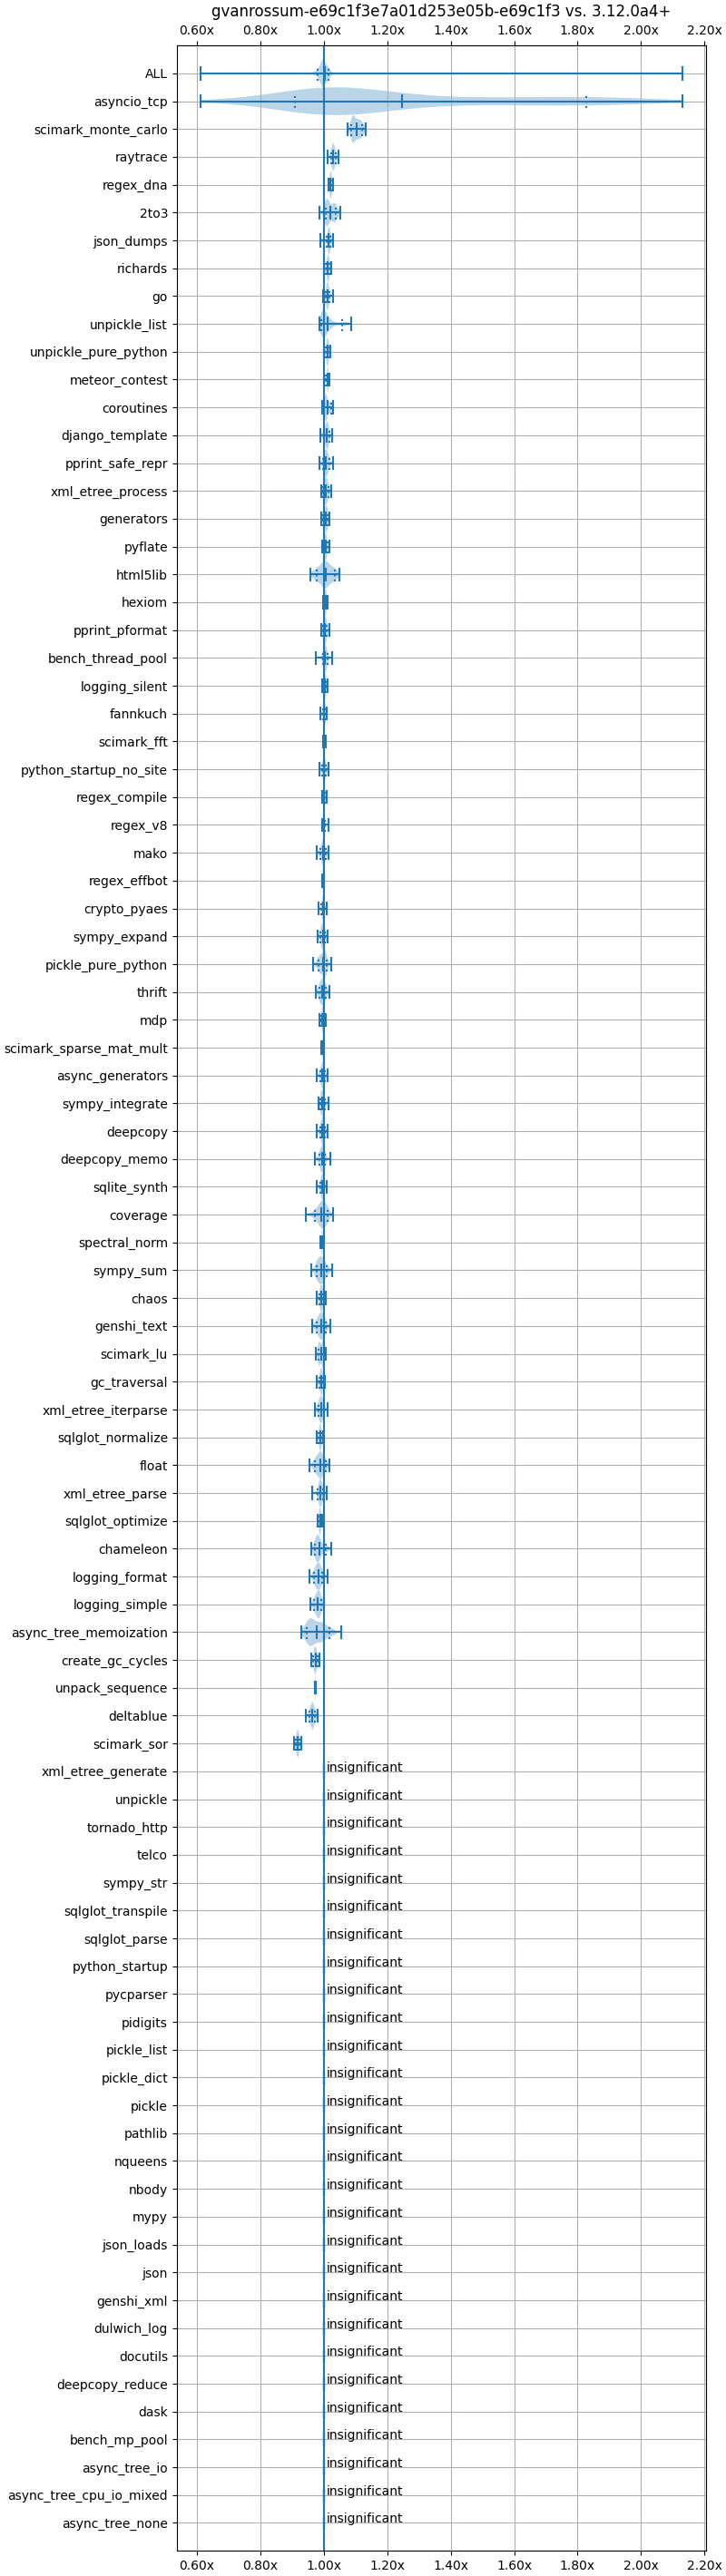 gvanrossum-e69c1f3e7a01d253e05b-e69c1f3 vs. 3.12.0a4+
0.60x 0.80x 1.00x 1.20x 1.40x 1.60x 1.80x 2.00x 2.20x
ALL
asyncio_tcp
scimark_monte_carlo
raytrace
regex_dna
2to3
json_dumps
richards
go
unpickle_list
unpickle_pure_python
meteor_contest
coroutines
django_template
pprint_safe_repr
xml_etree_process
generators
pyflate
html5lib
hexiom
pprint_pformat
bench_thread_pool
logging_silent
fannkuch
scimark_fft
python_startup_no_site
regex_compile
regex_v8
mako
regex_effbot
crypto_pyaes
sympy_expand
pickle_pure_python
thrift
mdp
scimark_sparse_mat_mult
async_generators
sympy_integrate
deepcopy
deepcopy_memo
sqlite_synth
coverage
spectral_norm
sympy_sum
chaos
genshi_text
scimark_lu
gc_traversal
xml_etree_iterparse
sqlglot_normalize
float
xml_etree_parse
sqlglot_optimize
chameleon
logging_format
logging_simple
async_tree_memoization
create_gc_cycles
unpack_sequence
deltablue
scimark_sor
xml_etree_generate insignificant
unpickle insignificant
tornado_http insignificant
telco insignificant
sympy_str insignificant
sqlglot_transpile insignificant
sqlglot_parse insignificant
python_startup insignificant
pycparser insignificant
pidigits insignificant
pickle_list insignificant
pickle_dict insignificant
pickle insignificant
pathlib insignificant
nqueens insignificant
nbody insignificant
mypy insignificant
json_loads insignificant
json insignificant
genshi_xml insignificant
dulwich_log insignificant
docutils insignificant
deepcopy_reduce insignificant
dask insignificant
bench_mp_pool insignificant
async_tree_io insignificant
async_tree_cpu_io_mixed insignificant
async_tree_none insignificant
0.60x 0.80x 1.00x 1.20x 1.40x 1.60x 1.80x 2.00x 2.20x